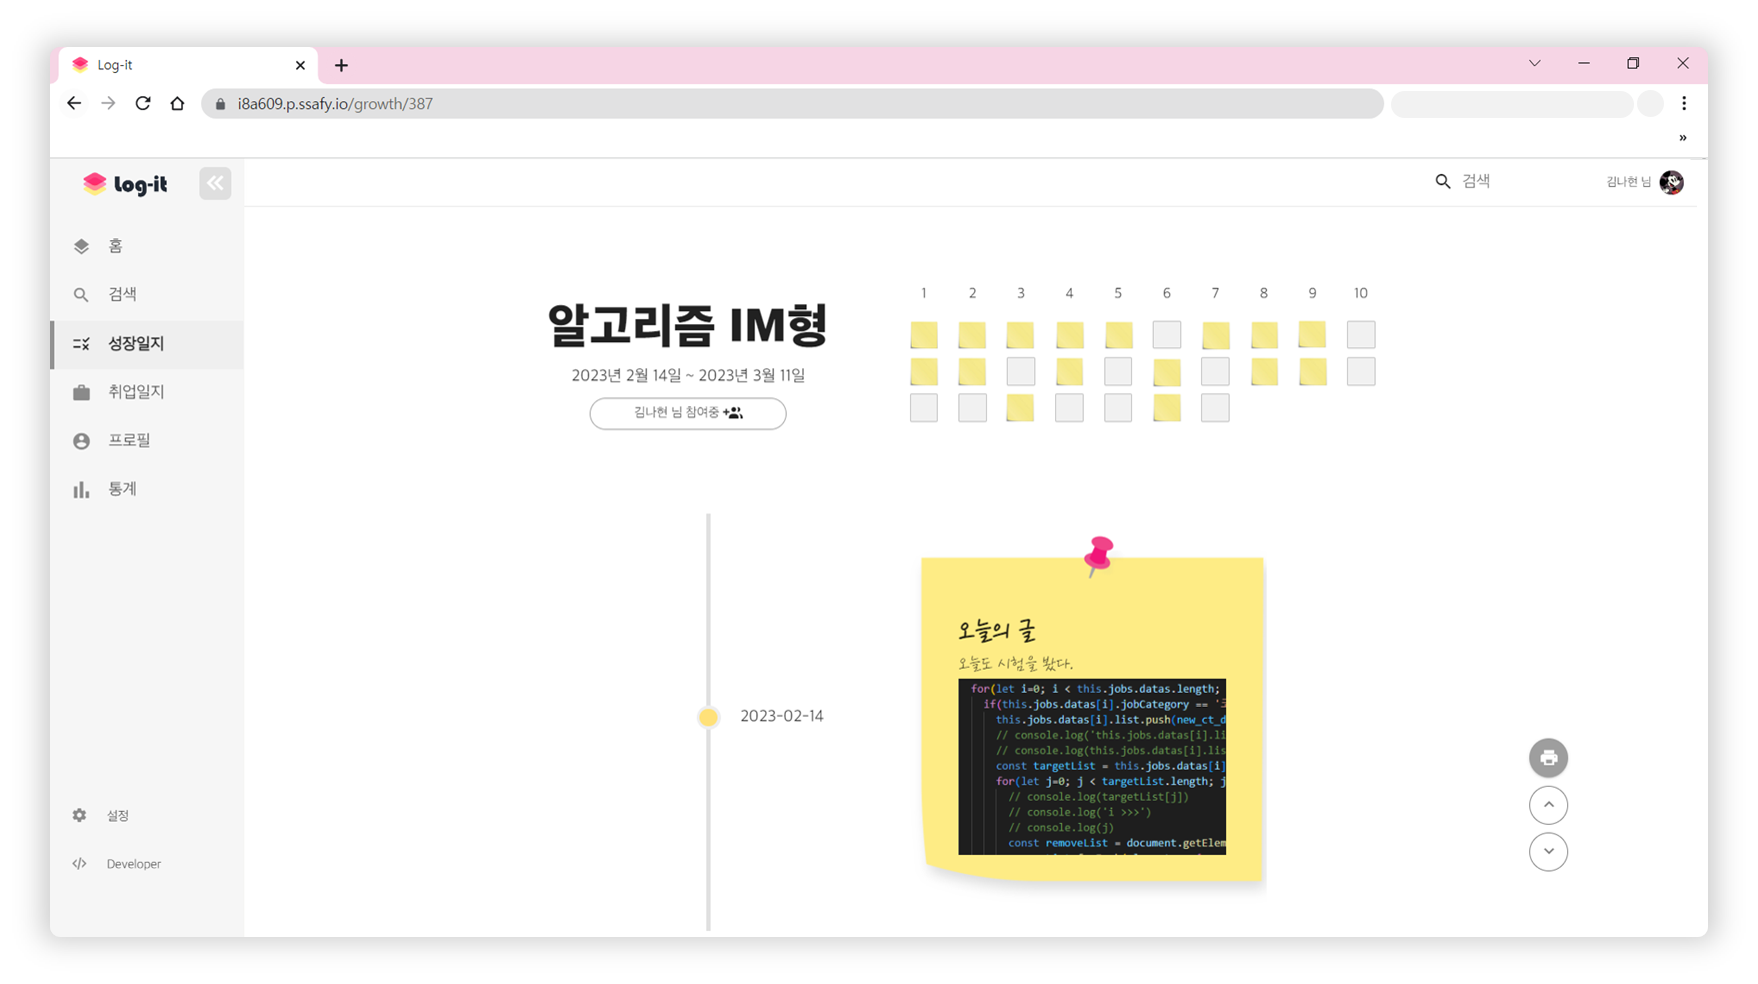 Log-it
i8a609.p.ssafy.io/growth/387
log-it
검색
김나현 님
홈
검색
성장일지
취업일지
프로필
통계
설정
Developer
알고리즘 IM형
2023년 2월 14일 ~ 2023년 3월 11일
김나현 님 참여중
1 2 3 4 5 6 7 8 9 10
2023-02-14
오늘의 글
오늘도 시험을 봤다.
for(let i=0; i < this.jobs.datas.length;
if(this.jobs.datas[i].jobCategory == '
this.jobs.datas[i].list.push(new_ct_d
// console.log('this.jobs.datas[i].li
// console.log(this.jobs.datas[i].lis
const targetList = this.jobs.datas[i]
for(let j=0; j < targetList.length; j
// console.log(targetList[j])
// console.log('i >>>')
// console.log(j)
const removeList = document.getElem